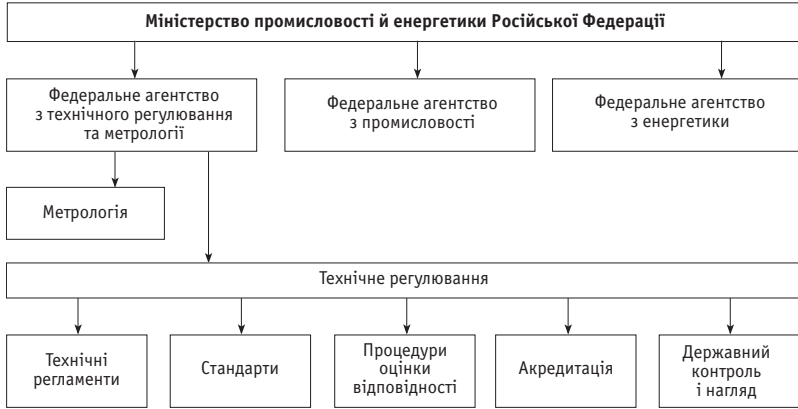 Міністерство промисловості й енергетики Російської Федерації
Федеральне агентство
з технічного регулювання
та метрології
Федеральне агентство
з промисловості
Федеральне агентство
з енергетики
Метрологія
Технічне регулювання
Технічні
регламенти
Стандарти
Процедури
оцінки
відповідності
Акредитація
Державний
контроль
і нагляд